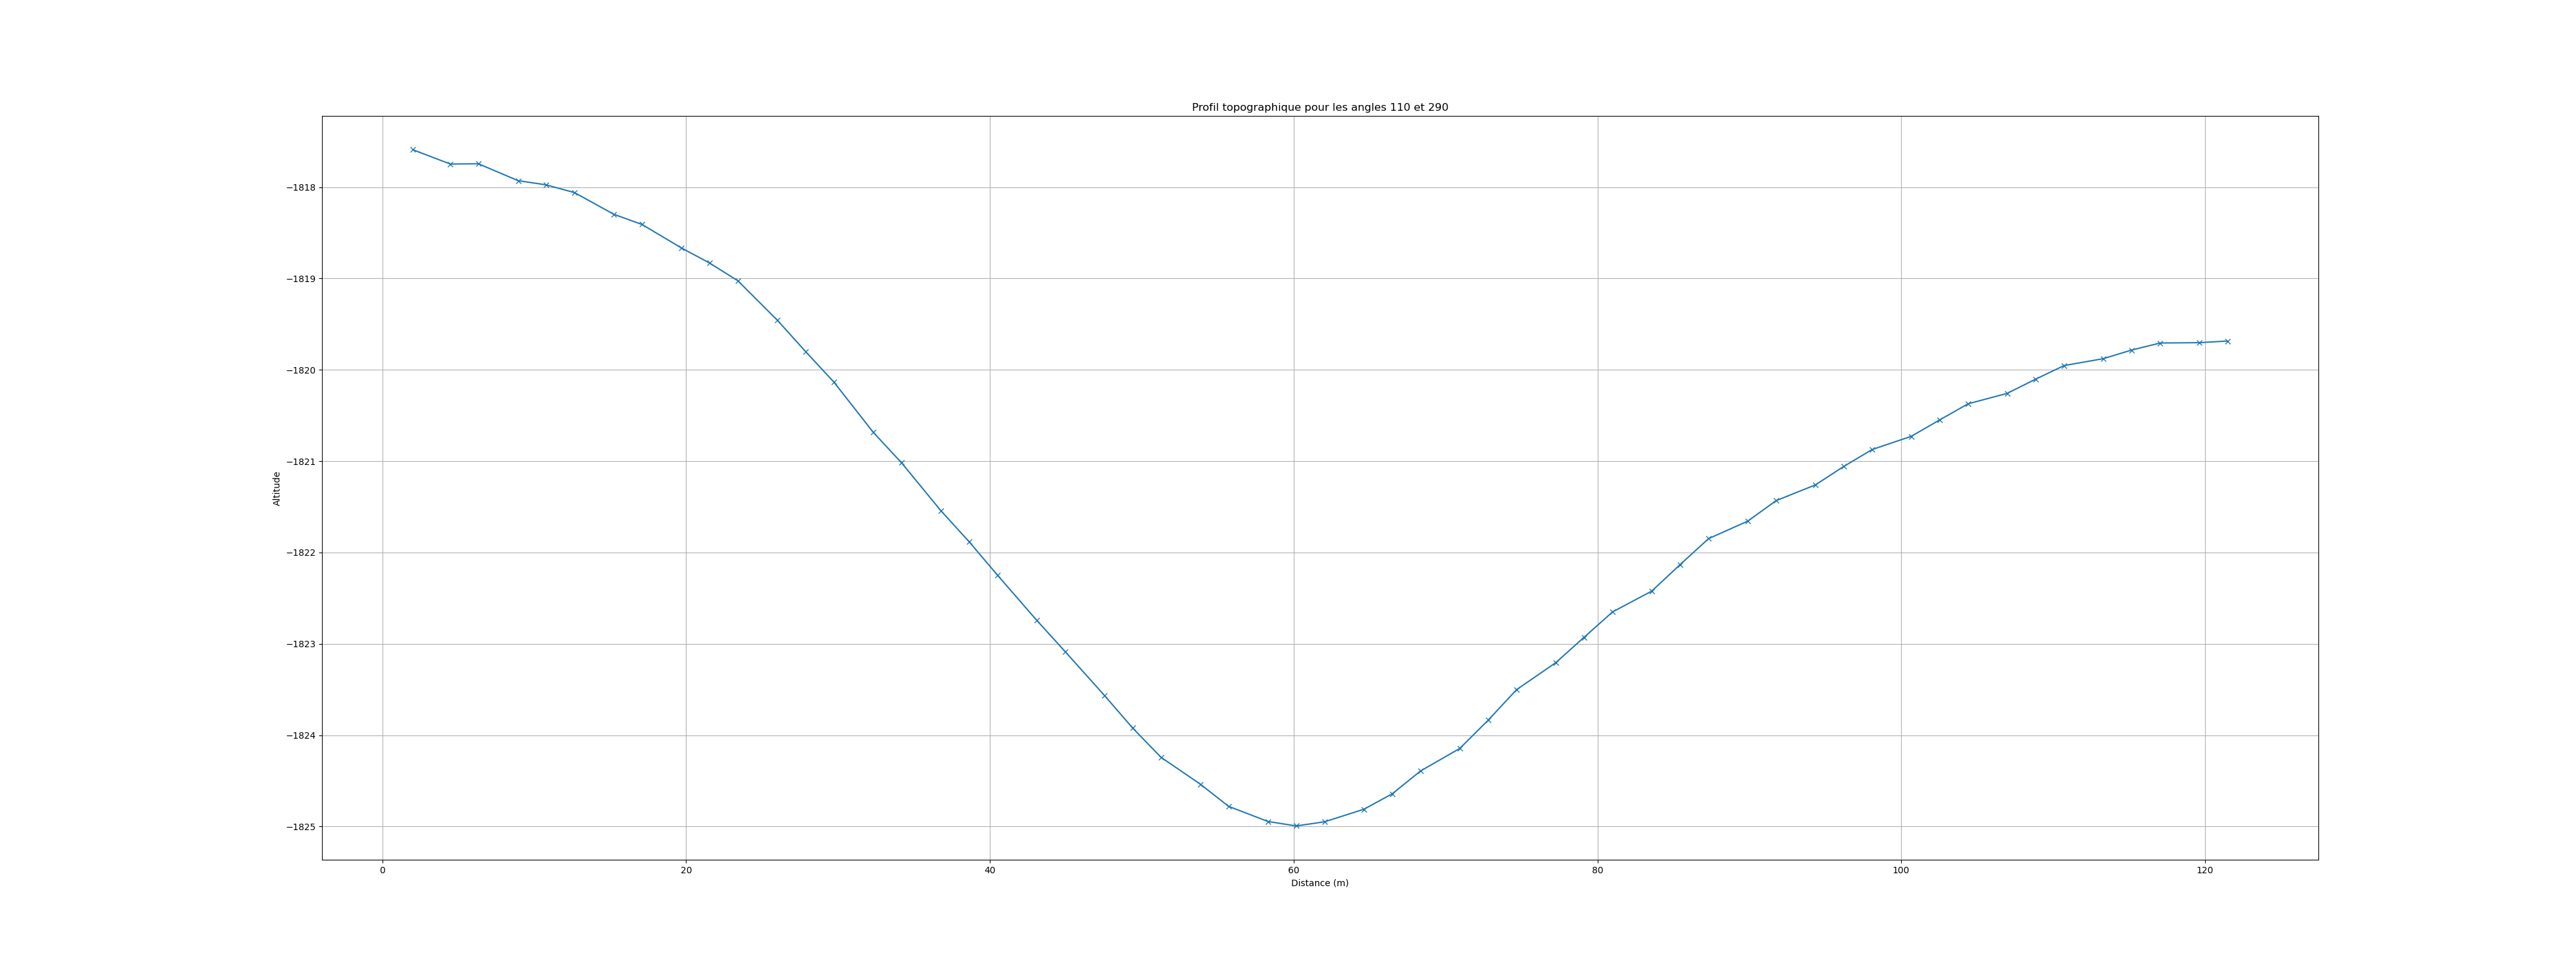 Profil topographique pour les angles 110 et 290
Altitude
−1818
−1819
−1820
−1821
−1822
−1823
−1824
−1825
0 20 40 60 80 100 120
Distance (m)